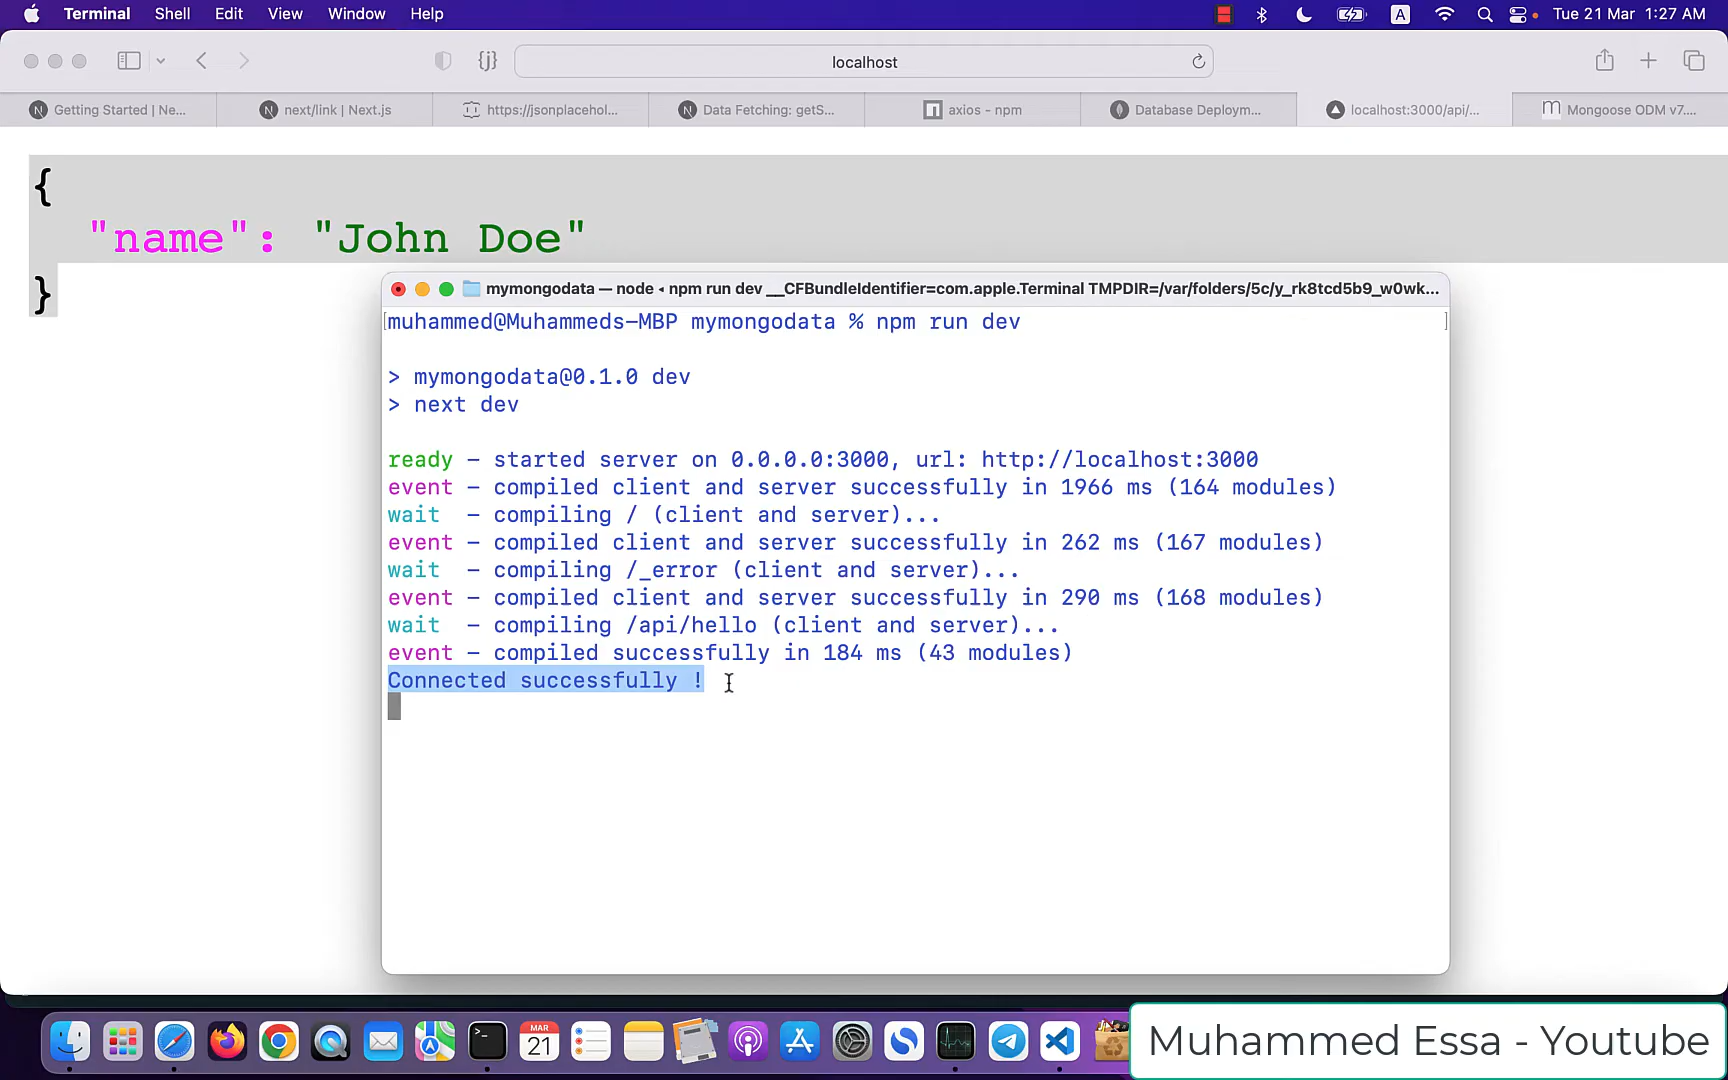 Terminal Shell Edit View Window Help A Tue 21 Mar 1:27 AM
{j} localhost
Getting Started | Ne... next/link | Next.js https://jsonplacehol... Data Fetching: getS... axios - npm Database Deploym... localhost:3000/api/... Mongoose ODM v7....
{
"name": "John Doe"
}
mymongodata — node ◂ npm run dev __CFBundleIdentifier=com.apple.Terminal TMPDIR=/var/folders/5c/y_rk8tcd5b9_w0wk...
[muhammed@Muhammeds-MBP mymongodata % npm run dev ]
> mymongodata@0.1.0 dev
> next dev
ready - started server on 0.0.0.0:3000, url: http://localhost:3000
event - compiled client and server successfully in 1966 ms (164 modules)
wait - compiling / (client and server)...
event - compiled client and server successfully in 262 ms (167 modules)
wait - compiling /_error (client and server)...
event - compiled client and server successfully in 290 ms (168 modules)
wait - compiling /api/hello (client and server)...
event - compiled successfully in 184 ms (43 modules)
Connected successfully !
MAR
21
Muhammed Essa - Youtube